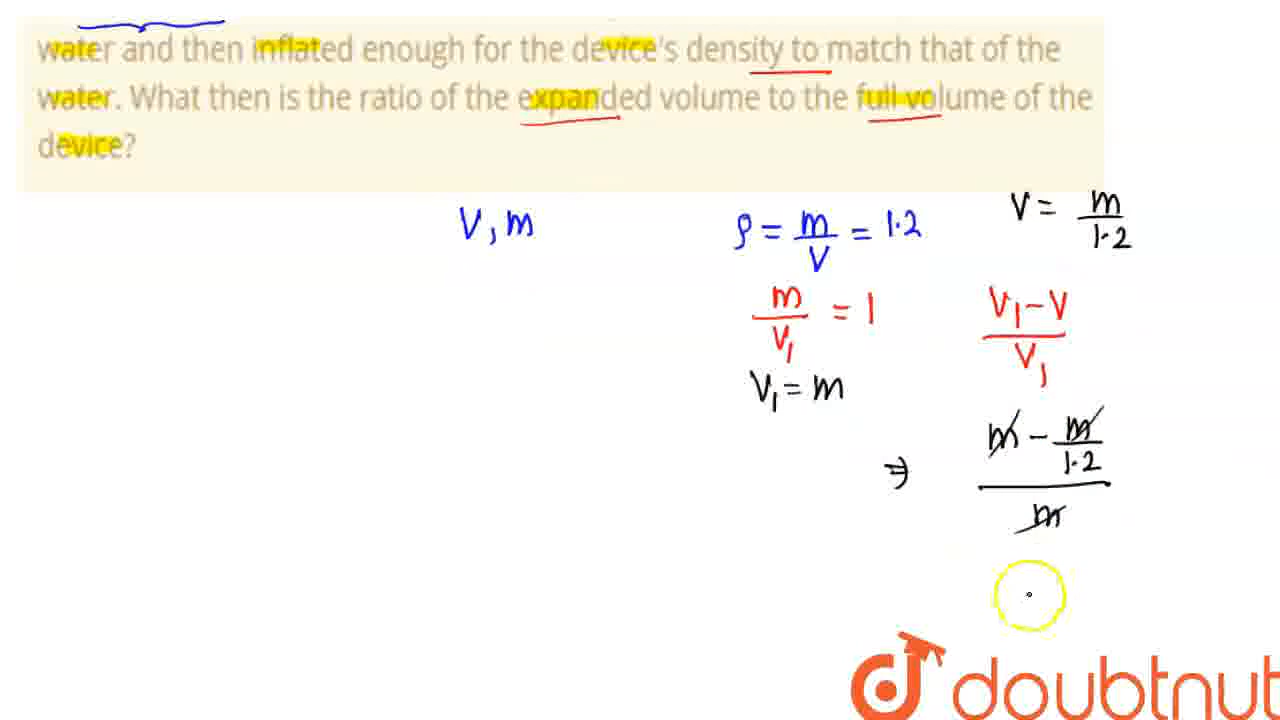 water and then inflated enough for the device's density to match that of the
water. What then is the ratio of the expanded volume to the full volume of the
device?
V, m
ρ = m/V = 1.2
V = m/1.2
m/V₁ = 1
V₁ - V
V₁
V₁ = m
⇒ m - m/1.2
m
doubtnut